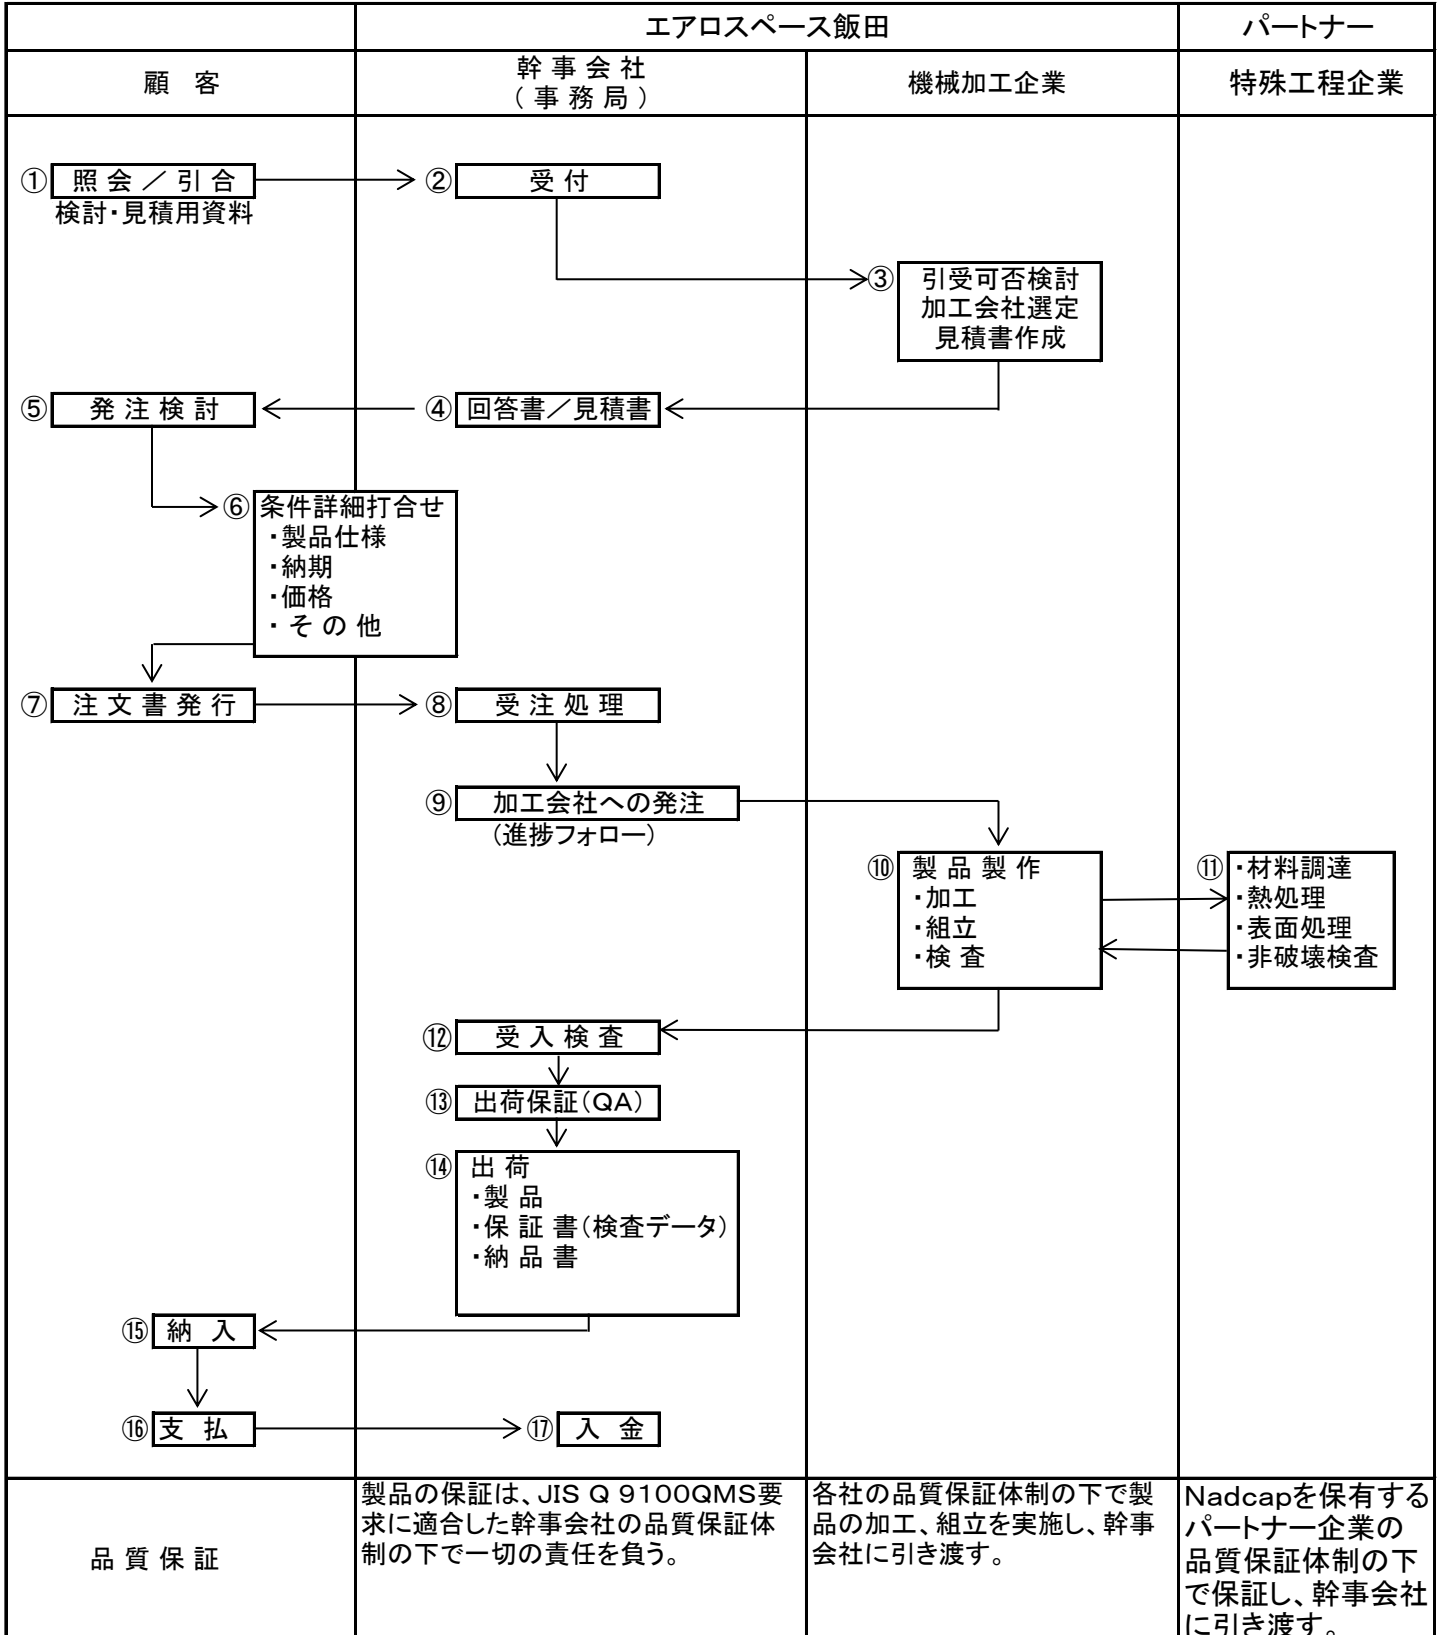 エアロスペース飯田
パートナー
顧 客
幹 事 会 社
( 事 務 局 )
機械加工企業
特殊工程企業
① 照 会 ／ 引 合
検討・見積用資料
② 受 付
③ 引受可否検討
加工会社選定
見積書作成
⑤ 発 注 検 討
④ 回答書／見積書
⑥ 条件詳細打合せ
・製品仕様
・納期
・価格
・そ の 他
⑦ 注 文 書 発 行
⑧ 受 注 処 理
⑨ 加工会社への発注
(進捗フォロー)
⑩ 製 品 製 作
・加工
・組立
・検 査
⑪ ・材料調達
・熱処理
・表面処理
・非破壊検査
⑫ 受 入 検 査
⑬ 出荷保証(QA)
⑭ 出 荷
・製 品
・保 証 書(検査データ)
・納 品 書
⑮ 納 入
⑯ 支 払
⑰ 入 金
品 質 保 証
製品の保証は、JIS Q 9100QMS要
求に適合した幹事会社の品質保証体
制の下で一切の責任を負う。
各社の品質保証体制の下で製
品の加工、組立を実施し、幹事
会社に引き渡す。
Nadcapを保有する
パートナー企業の
品質保証体制の下
で保証し、幹事会社
に引き渡す。